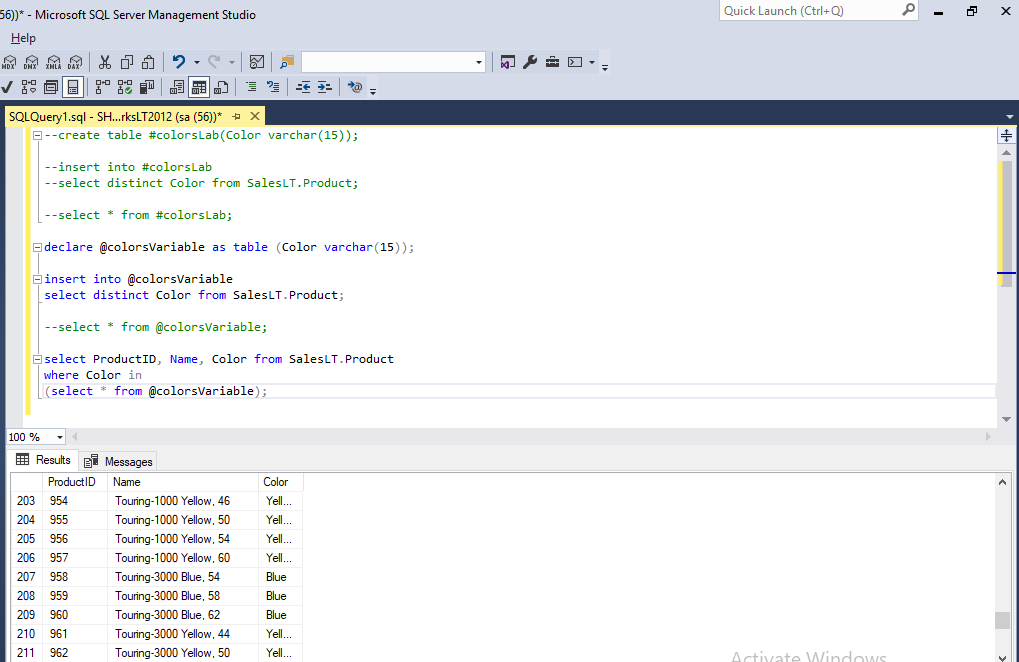 56))* - Microsoft SQL Server Management Studio
Quick Launch (Ctrl+Q)
Help
MDX DMX XMLA DAX
SQLQuery1.sql - SH...rksLT2012 (sa (56))*
--create table #colorsLab(Color varchar(15));
--insert into #colorsLab
--select distinct Color from SalesLT.Product;
--select * from #colorsLab;
declare @colorsVariable as table (Color varchar(15));
insert into @colorsVariable
select distinct Color from SalesLT.Product;
--select * from @colorsVariable;
select ProductID, Name, Color from SalesLT.Product
where Color in
(select * from @colorsVariable);
100 %
Results Messages
ProductID Name Color
203 954 Touring-1000 Yellow, 46 Yell...
204 955 Touring-1000 Yellow, 50 Yell...
205 956 Touring-1000 Yellow, 54 Yell...
206 957 Touring-1000 Yellow, 60 Yell...
207 958 Touring-3000 Blue, 54 Blue
208 959 Touring-3000 Blue, 58 Blue
209 960 Touring-3000 Blue, 62 Blue
210 961 Touring-3000 Yellow, 44 Yell...
211 962 Touring-3000 Yellow, 50 Yell...
Activate Windows